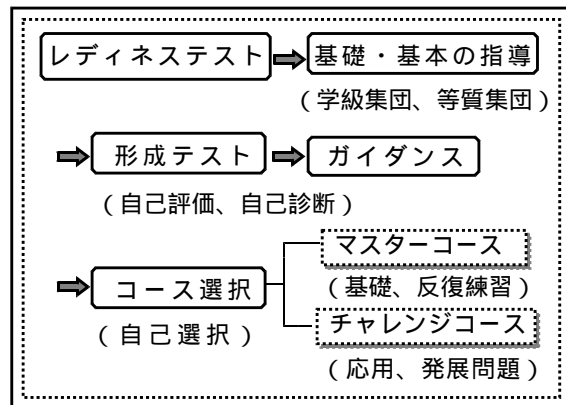 レディネステスト 基礎・基本の指導
(学級集団、等質集団)
形成テスト ガイダンス
(自己評価、自己診断)
マスターコース
コース選択 (基礎、反復練習)
(自己選択) チャレンジコース
(応用、発展問題)